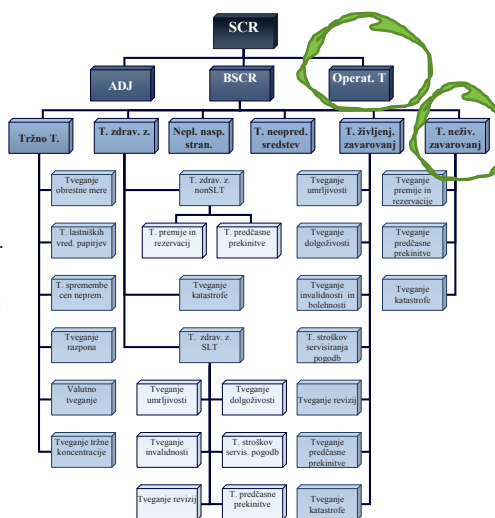 SCR
ADJ
BSCR
Operat. T
Tržno T.
T. zdrav. z.
Nepl. nasp.
stran.
T. neopred.
sredstev
T. življenj.
zavarovanj
T. neživ.
zavarovanj
Tveganje
obrestne mere
T. lastniških
vred. papirjev
T. spremembe
cen neprem.
Tveganje
razpona
Valutno
tveganje
Tveganje tržne
koncentracije
T. zdrav. z.
nonSLT
T. premije in
rezervacij
T. predčasne
prekinitve
Tveganje
katastrofe
T. zdrav. z.
SLT
Tveganje
umrljivosti
Tveganje
dolgoživosti
Tveganje
invalidnosti
T. stroškov
servis. pogodb
Tveganje revizij
T. predčasne
prekinitve
Tveganje
umrljivosti
Tveganje
dolgoživosti
Tveganje
invalidnosti in
bolehnosti
T. stroškov
servisiranja
pogodb
Tveganje revizij
Tveganje
predčasne
prekinitve
Tveganje
katastrofe
Tveganje
premije in
rezervacije
Tveganje
predčasne
prekinitve
Tveganje
katastrofe